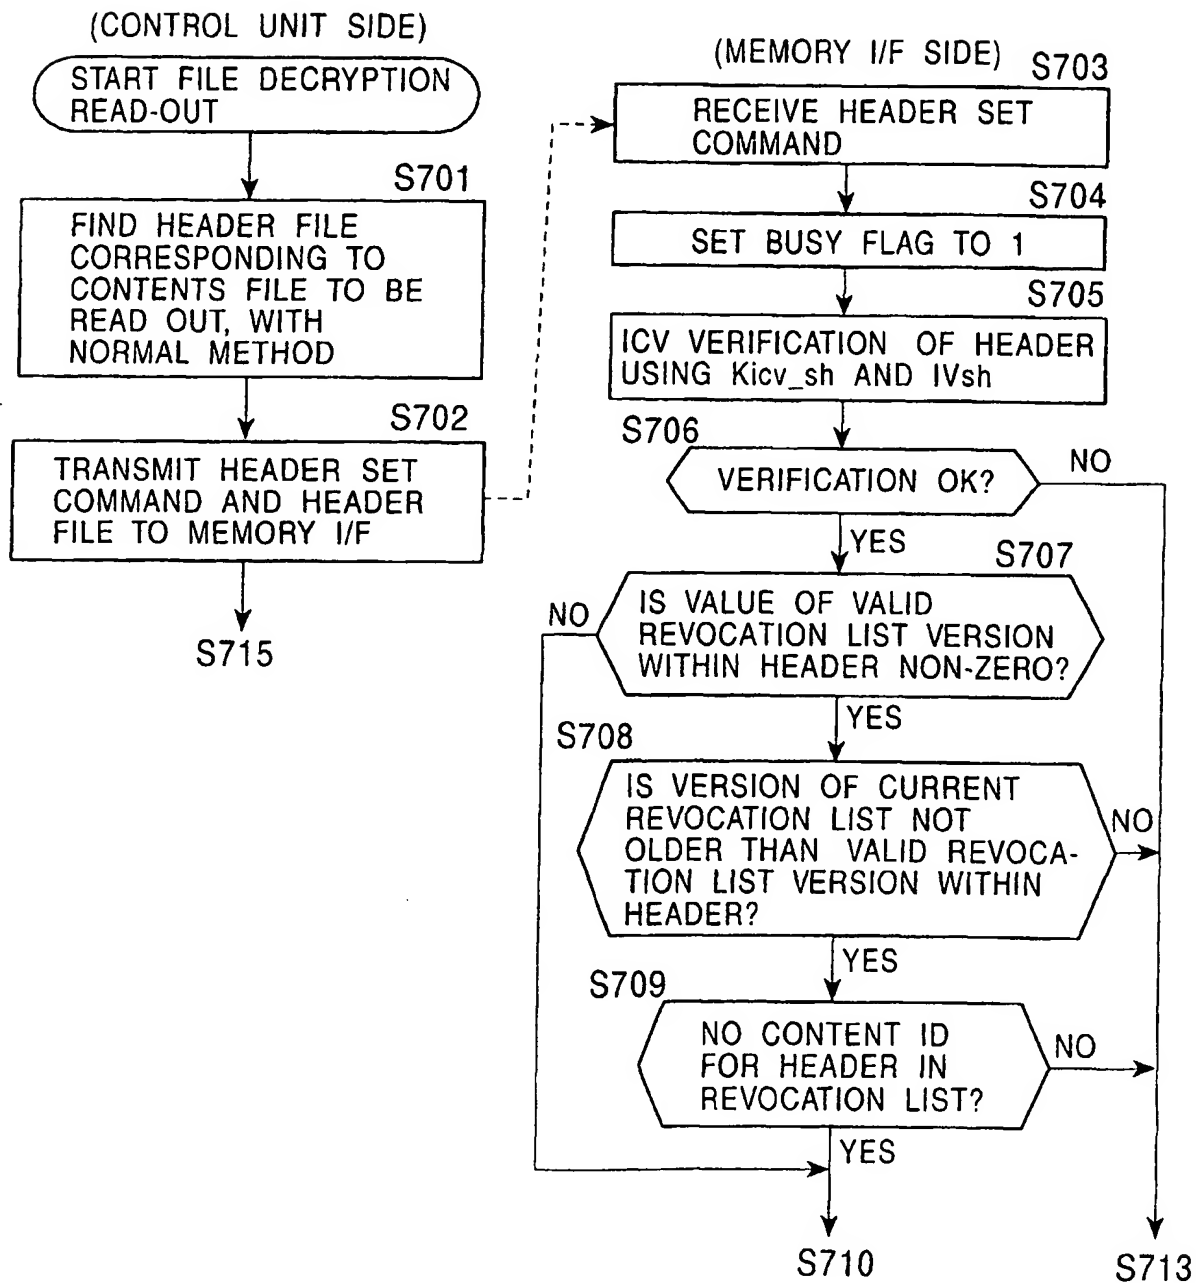 (CONTROL UNIT SIDE)
START FILE DECRYPTION
READ-OUT
S701
FIND HEADER FILE
CORRESPONDING TO
CONTENTS FILE TO BE
READ OUT, WITH
NORMAL METHOD
S702
TRANSMIT HEADER SET
COMMAND AND HEADER
FILE TO MEMORY I/F
S715
(MEMORY I/F SIDE)
S703
RECEIVE HEADER SET
COMMAND
S704
SET BUSY FLAG TO 1
S705
ICV VERIFICATION OF HEADER
USING Kicv_sh AND IVsh
S706
VERIFICATION OK?
NO
YES
S707
IS VALUE OF VALID
REVOCATION LIST VERSION
WITHIN HEADER NON-ZERO?
NO
YES
S708
IS VERSION OF CURRENT
REVOCATION LIST NOT
OLDER THAN VALID REVOCA-
TION LIST VERSION WITHIN
HEADER?
NO
YES
S709
NO CONTENT ID
FOR HEADER IN
REVOCATION LIST?
NO
YES
S710
S713